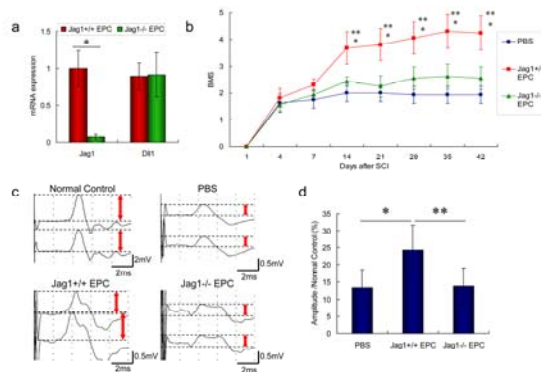 a
Jag1+/+ EPC
Jag1-/- EPC
mRNA expression
1.5
1
0.5
0
*
Jag1
Dll1
b
BMS
6
5
4
3
2
1
0
** ** ** ** **
* * * * *
1 4 7 14 21 28 35 42
Days after SCI
PBS
Jag1+/+
EPC
Jag1-/-
EPC
c
Normal Control
PBS
2mV
2ms
0.5mV
2ms
Jag1+/+ EPC
Jag1-/- EPC
0.5mV
2ms
0.5mV
2ms
d
Amplitude /Normal Control (%)
35
30
25
20
15
10
5
0
* **
PBS
Jag1+/+ EPC
Jag1-/- EPC